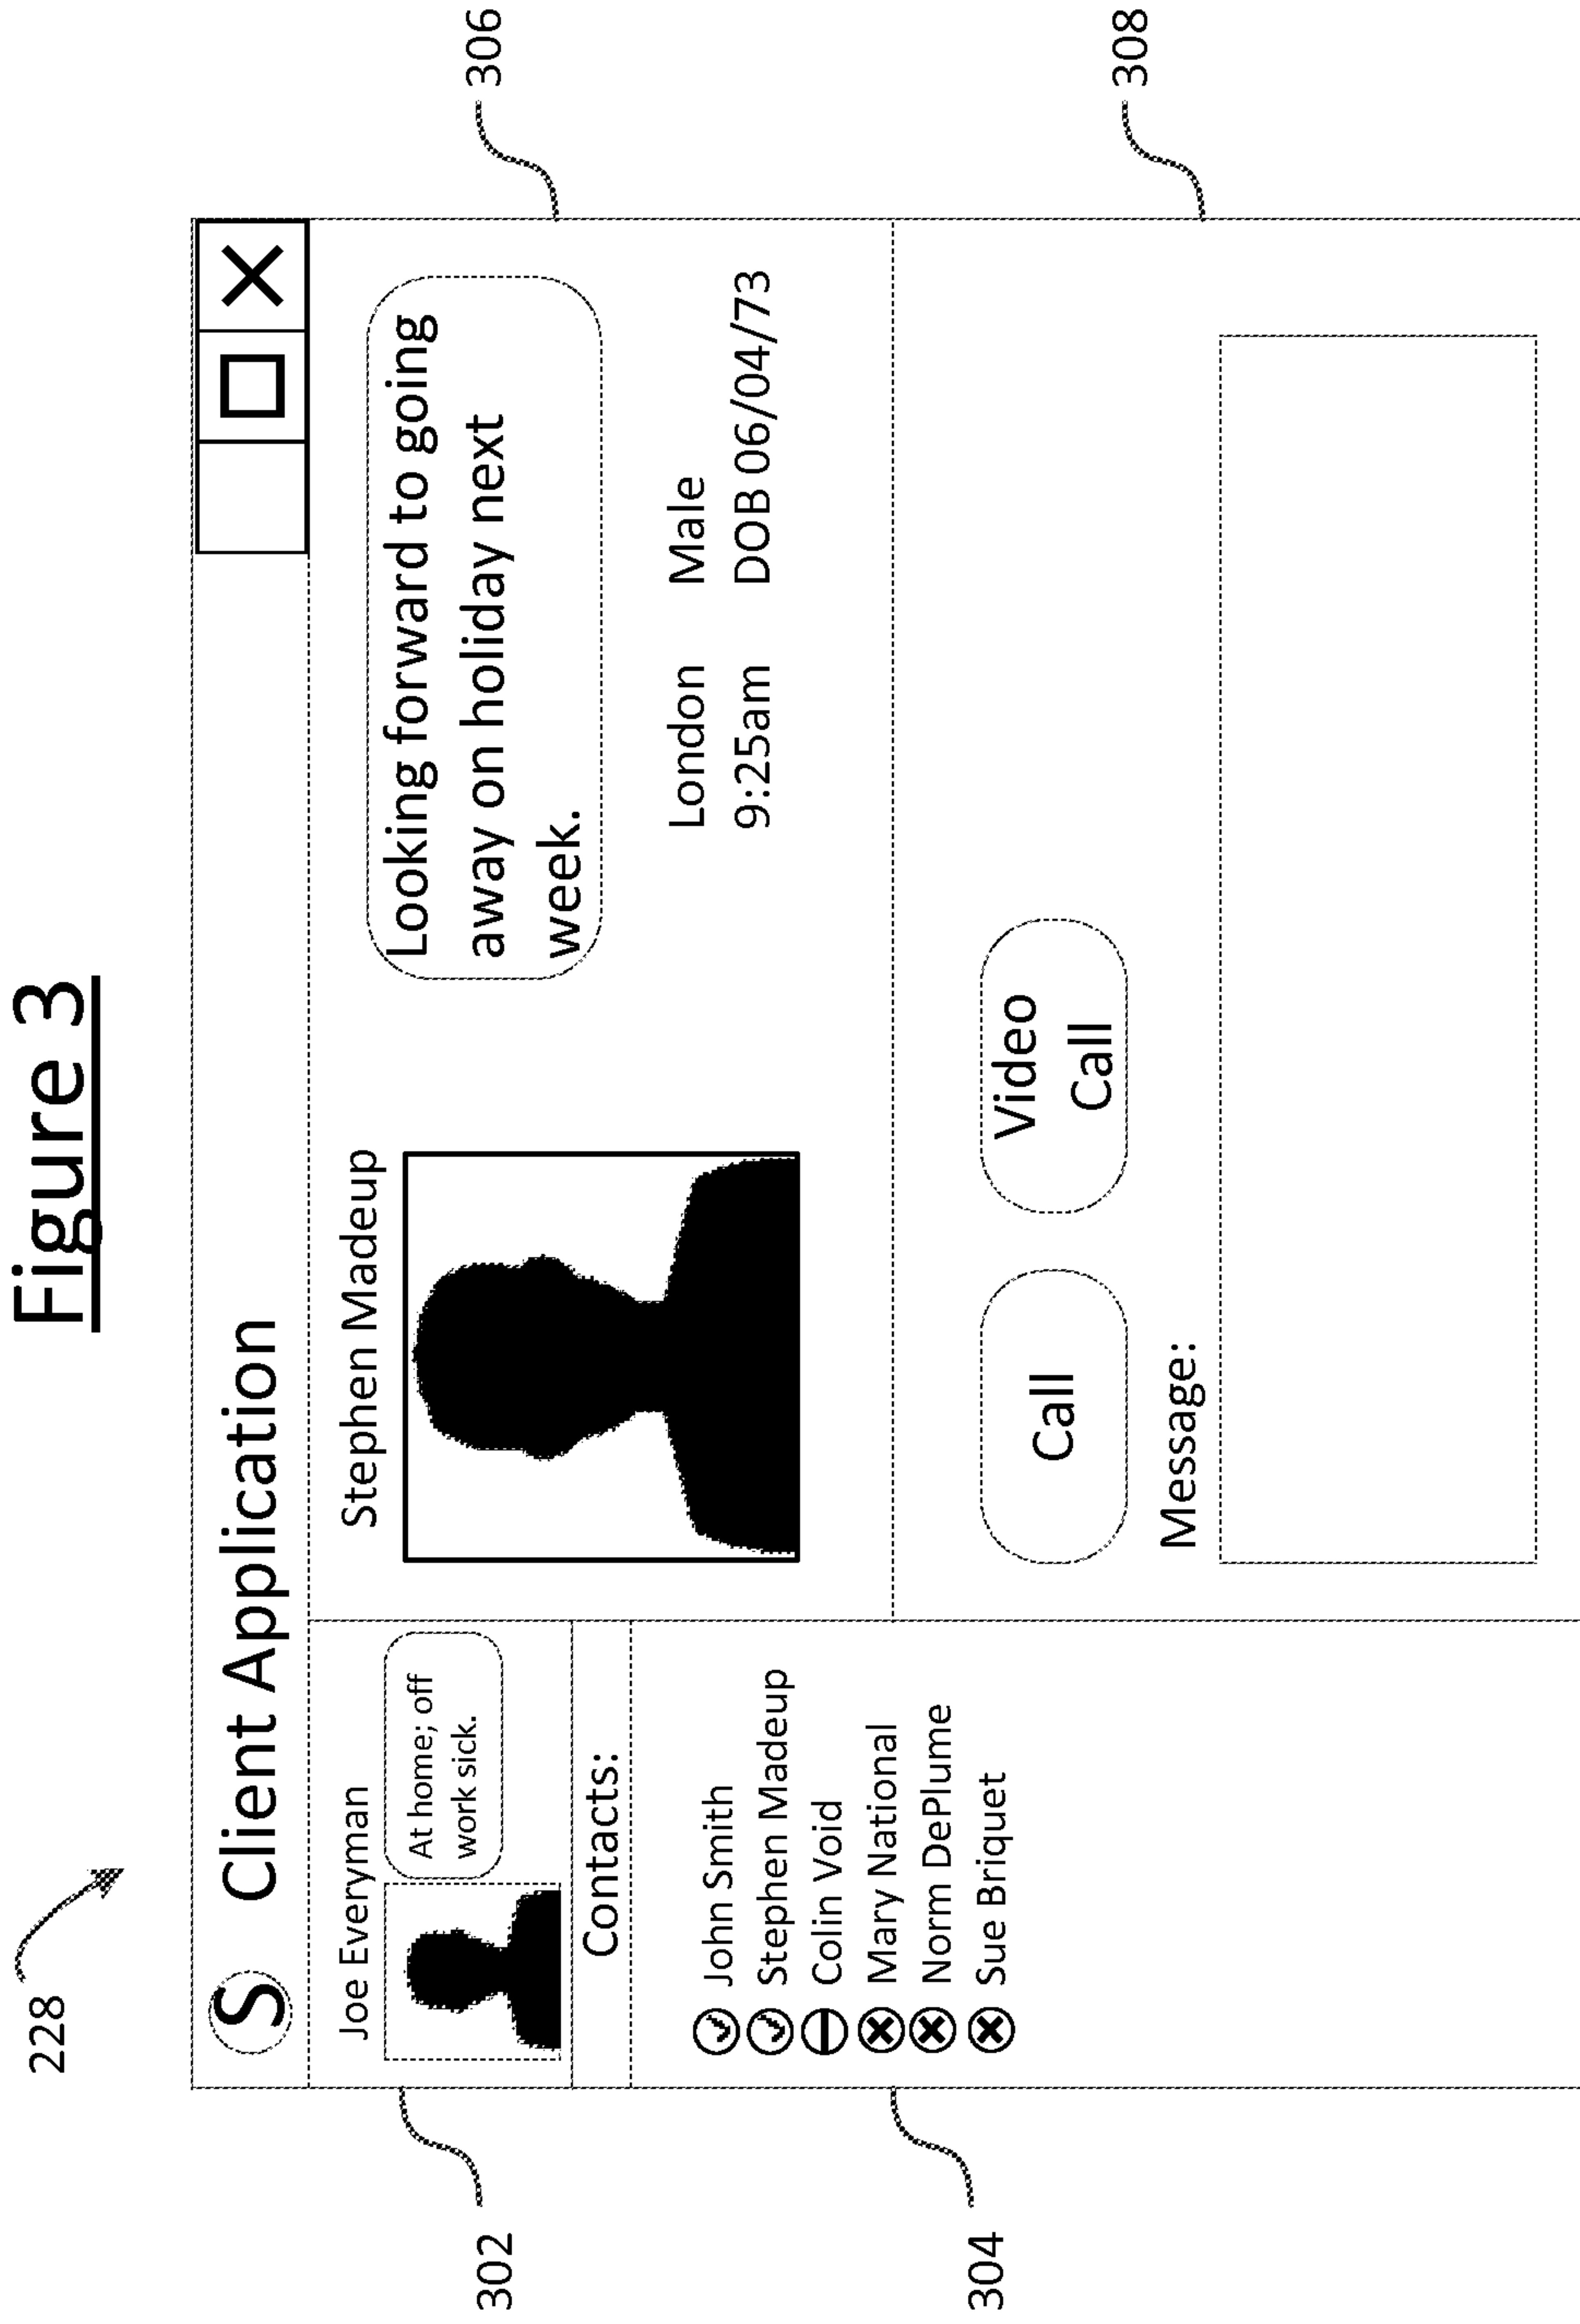 Figure 3
228
S Client Application
302
Joe Everyman
At home; off
work sick.
Contacts:
304
John Smith
Stephen Madeup
Colin Void
Mary National
Norm DePlume
Sue Briquet
306
Stephen Madeup
Looking forward to going
away on holiday next
week.
London Male
9:25am DOB 06/04/73
308
Call
Video
Call
Message: